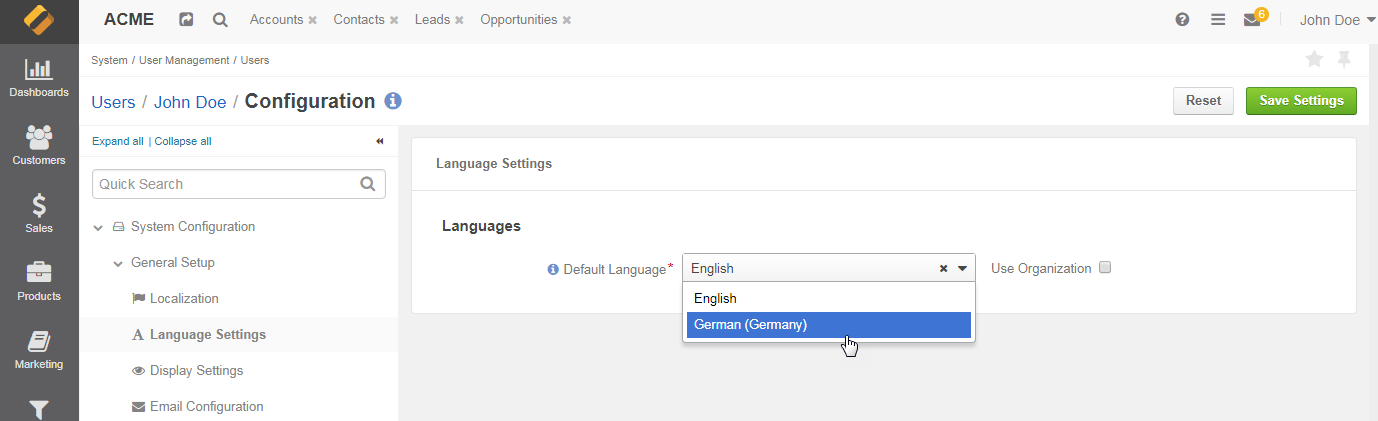 ACME Accounts × Contacts × Leads × Opportunities × 6 John Doe
System / User Management / Users
Users / John Doe / Configuration
Reset Save Settings
Dashboards
Customers
Sales
Products
Marketing
Expand all | Collapse all
Quick Search
System Configuration
General Setup
Localization
Language Settings
Display Settings
Email Configuration
Language Settings
Languages
Default Language * English × Use Organization
English
German (Germany)